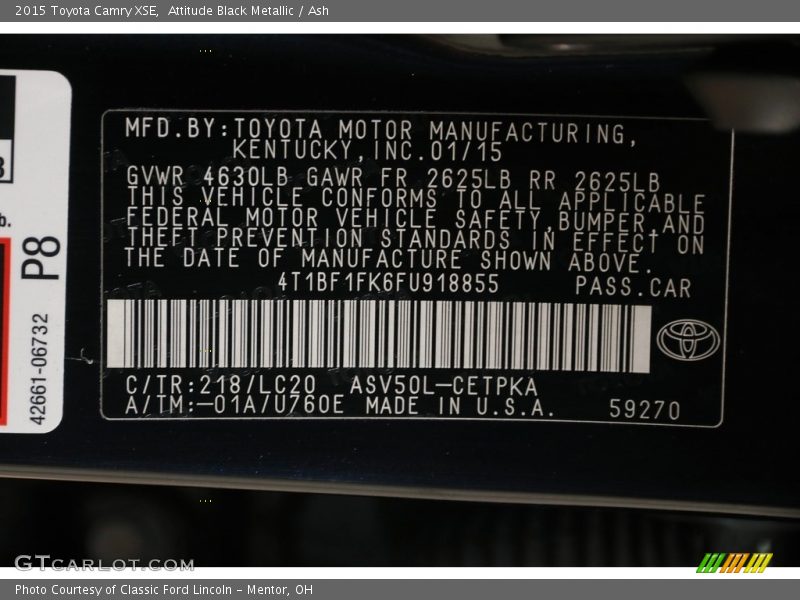 2015 Toyota Camry XSE,  Attitude Black Metallic / Ash
MFD.BY:TOYOTA MOTOR MANUFACTURING,
KENTUCKY,INC.01/15
GVWR 4630LB GAWR FR 2625LB RR 2625LB
THIS VEHICLE CONFORMS TO ALL APPLICABLE
FEDERAL MOTOR VEHICLE SAFETY,BUMPER,AND
THEFT PREVENTION STANDARDS IN EFFECT ON
THE DATE OF MANUFACTURE SHOWN ABOVE.
4T1BF1FK6FU918855 PASS.CAR
C/TR:218/LC20 ASV50L-CETPKA
A/TM:-01A/U760E MADE IN U.S.A. 59270
P8
42661-06732
b.
GTCARLOT.COM
Photo Courtesy of Classic Ford Lincoln - Mentor, OH